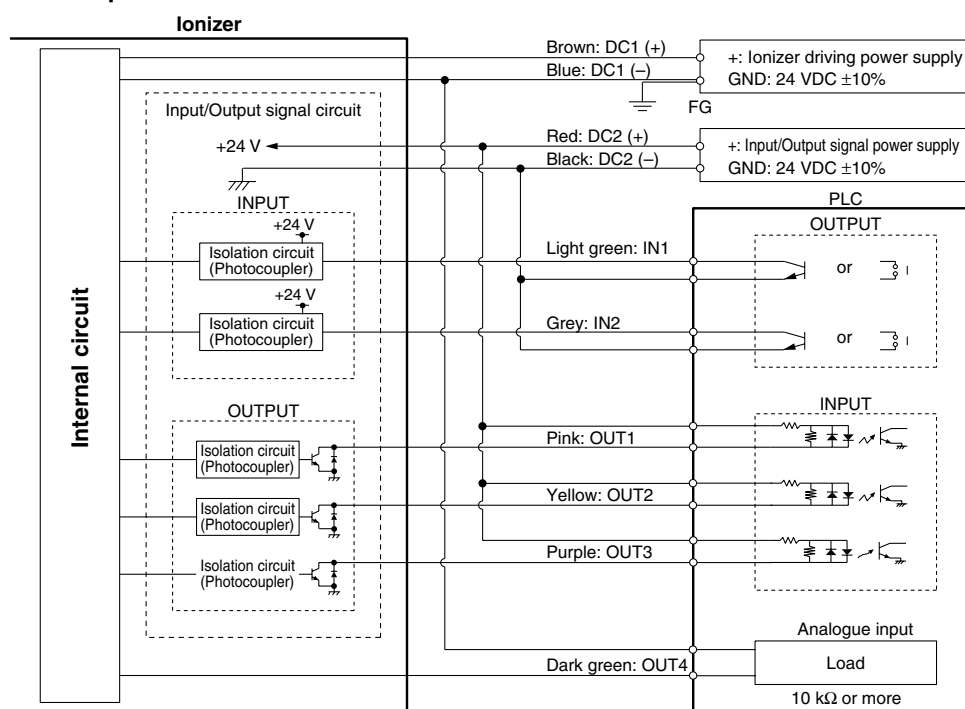 Ionizer
Brown: DC1 (+)
Blue: DC1 (–)
+: Ionizer driving power supply
GND: 24 VDC ±10%
FG
Input/Output signal circuit
+24 V
Red: DC2 (+)
Black: DC2 (–)
+: Input/Output signal power supply
GND: 24 VDC ±10%
PLC
INPUT
OUTPUT
+24 V
Isolation circuit
(Photocoupler)
Light green: IN1
or
+24 V
Isolation circuit
(Photocoupler)
Grey: IN2
or
Internal circuit
OUTPUT
INPUT
Isolation circuit
(Photocoupler)
Pink: OUT1
Isolation circuit
(Photocoupler)
Yellow: OUT2
Isolation circuit
(Photocoupler)
Purple: OUT3
Analogue input
Dark green: OUT4
Load
10 kΩ or more